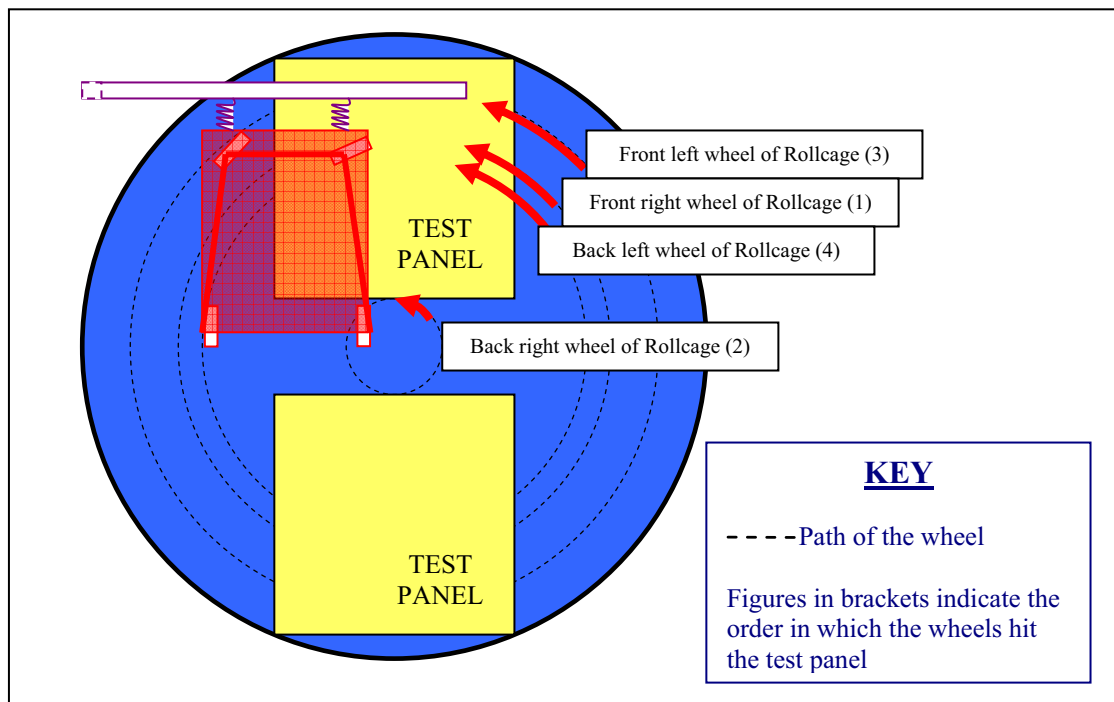 Front left wheel of Rollcage (3)
Front right wheel of Rollcage (1)
Back left wheel of Rollcage (4)
TEST
PANEL
Back right wheel of Rollcage (2)
TEST
PANEL
KEY
Path of the wheel
Figures in brackets indicate the
order in which the wheels hit
the test panel